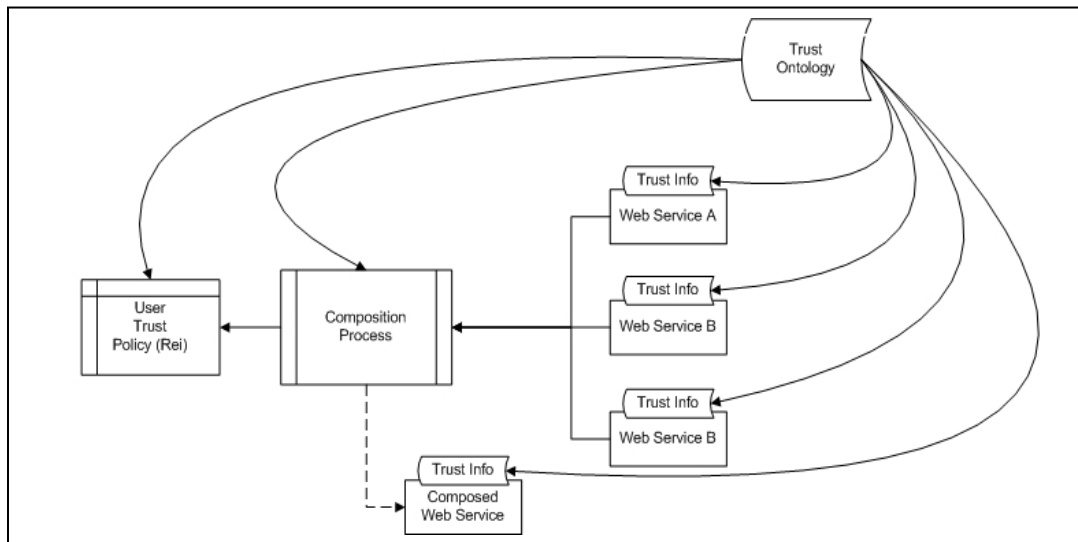 Trust
Ontology
Trust Info
Web Service A
Trust Info
Web Service B
User
Trust
Policy (Rei)
Composition
Process
Trust Info
Web Service B
Trust Info
Composed
Web Service